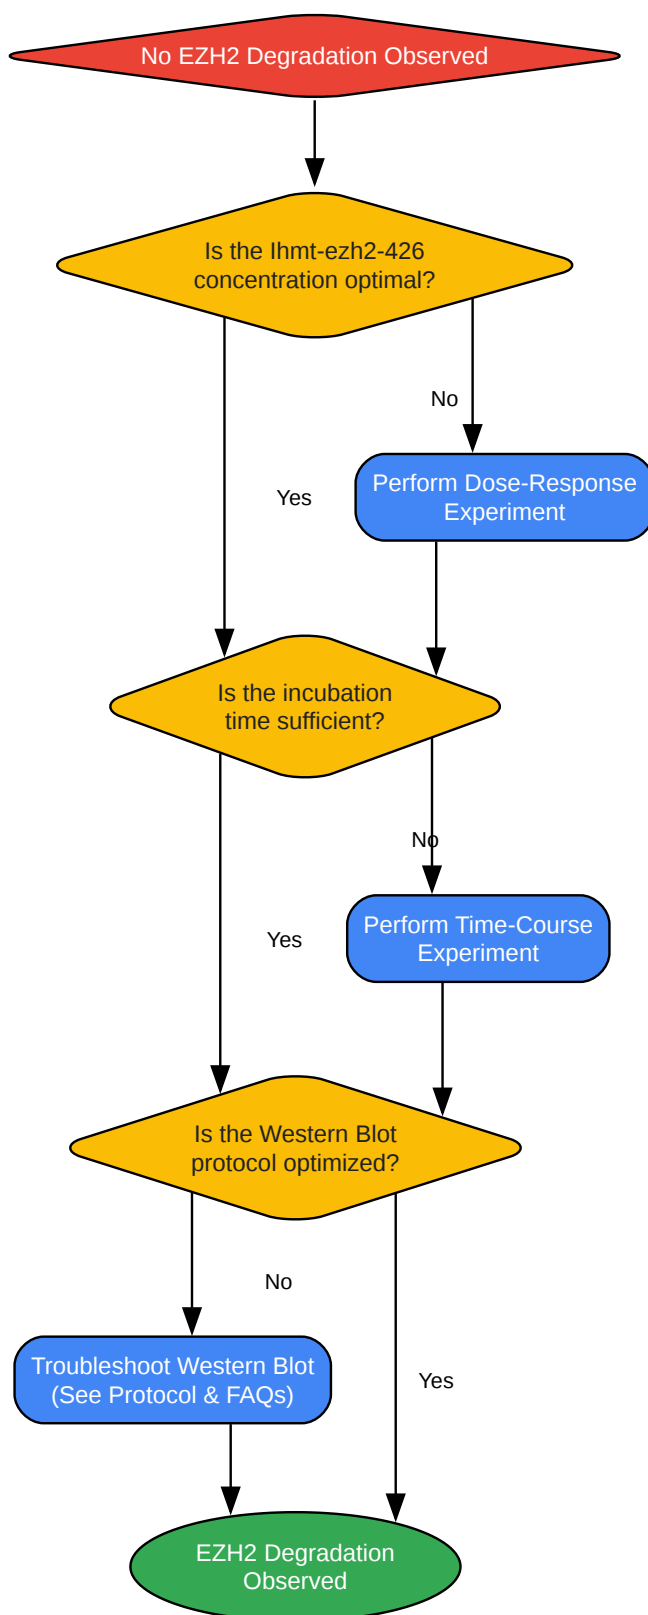 No EZH2 Degradation Observed
Is the Ihmt-ezh2-426
concentration optimal?
No
Perform Dose-Response
Experiment
Yes
Is the incubation
time sufficient?
No
Perform Time-Course
Experiment
Yes
Is the Western Blot
protocol optimized?
No
Troubleshoot Western Blot
(See Protocol & FAQs)
Yes
EZH2 Degradation
Observed